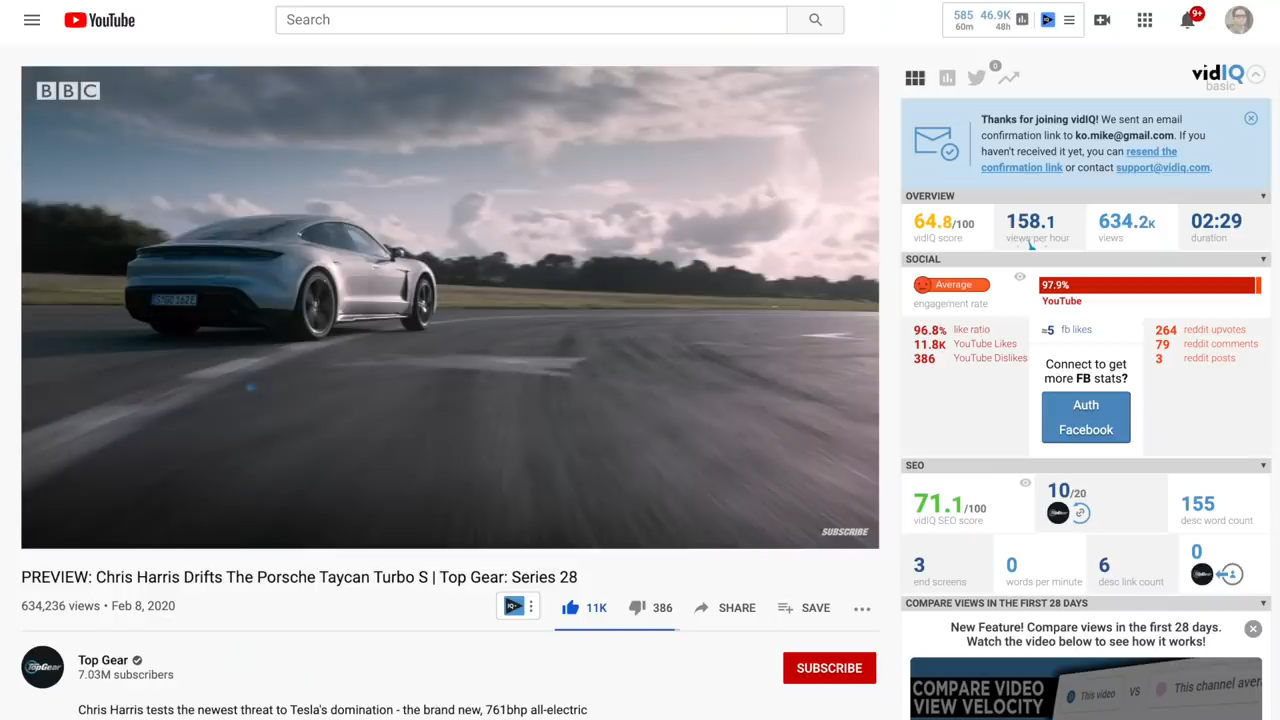 YouTube
Search
585 46.9K
60m 48h
9+
BBC
SUBSCRIBE
PREVIEW: Chris Harris Drifts The Porsche Taycan Turbo S | Top Gear: Series 28
634,236 views • Feb 8, 2020
11K 386 SHARE SAVE
TopGear
Top Gear
7.03M subscribers
SUBSCRIBE
Chris Harris tests the newest threat to Tesla's domination - the brand new, 761bhp all-electric
0
vidIQ
basic
Thanks for joining vidIQ! We sent an email
confirmation link to ko.mike@gmail.com. If you
haven't received it yet, you can resend the
confirmation link or contact support@vidiq.com.
OVERVIEW
64.8/100 158.1 634.2K 02:29
vidIQ score views per hour views duration
SOCIAL
Average
engagement rate
97.9%
YouTube
96.8% like ratio
11.8K YouTube Likes
386 YouTube Dislikes
≈5 fb likes
Connect to get
more FB stats?
Auth
Facebook
264 reddit upvotes
79 reddit comments
3 reddit posts
SEO
71.1/100
vidIQ SEO score
10/20
155
desc word count
3
end screens
0
words per minute
6
desc link count
0
COMPARE VIEWS IN THE FIRST 28 DAYS
New Feature! Compare views in the first 28 days.
Watch the video below to see how it works!
COMPARE VIDEO
VIEW VELOCITY
This video VS This channel aver